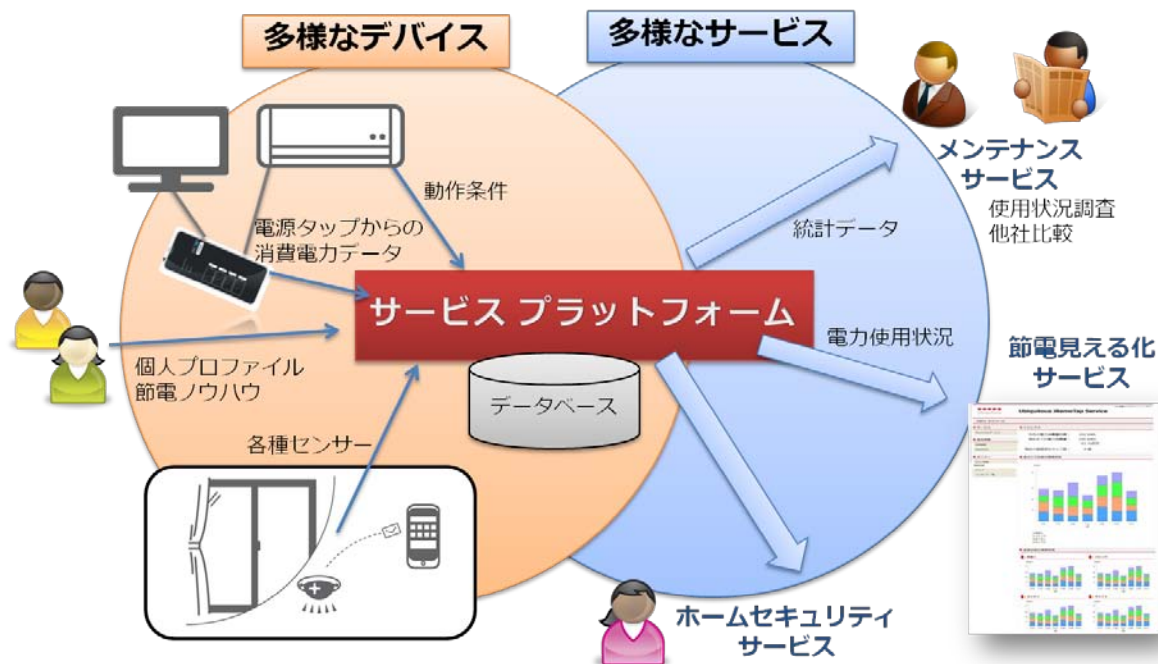 多様なデバイス
多様なサービス
動作条件
電源タップからの
消費電力データ
サービス プラットフォーム
データベース
個人プロファイル
節電ノウハウ
各種センサー
統計データ
メンテナンス
サービス
使用状況調査
他社比較
電力使用状況
節電見える化
サービス
Ubiquitous WameTap Service
ホームセキュリティ
サービス